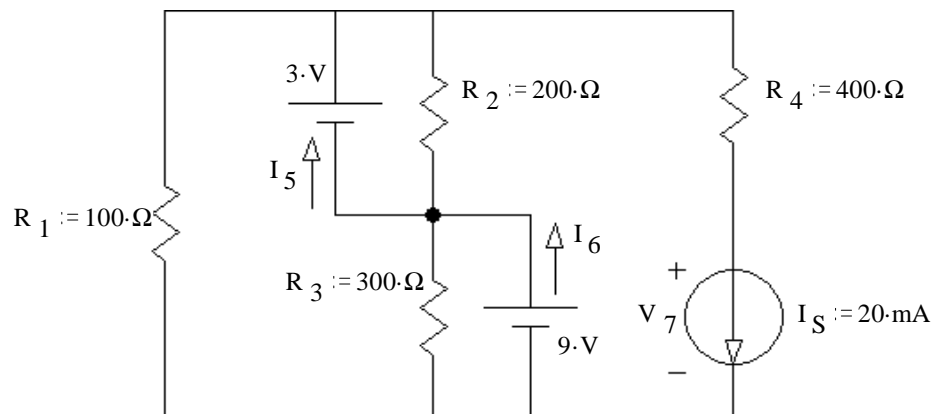 3·V
R 2 := 200·Ω
R 4 := 400·Ω
I 5
R 1 := 100·Ω
I 6
R 3 := 300·Ω
+
V 7
I S := 20·mA
9·V
−